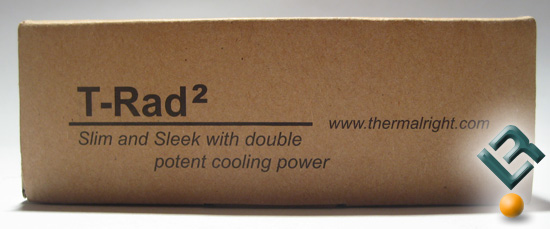 T-Rad²
Slim and Sleek with double
potent cooling power
www.thermalright.com